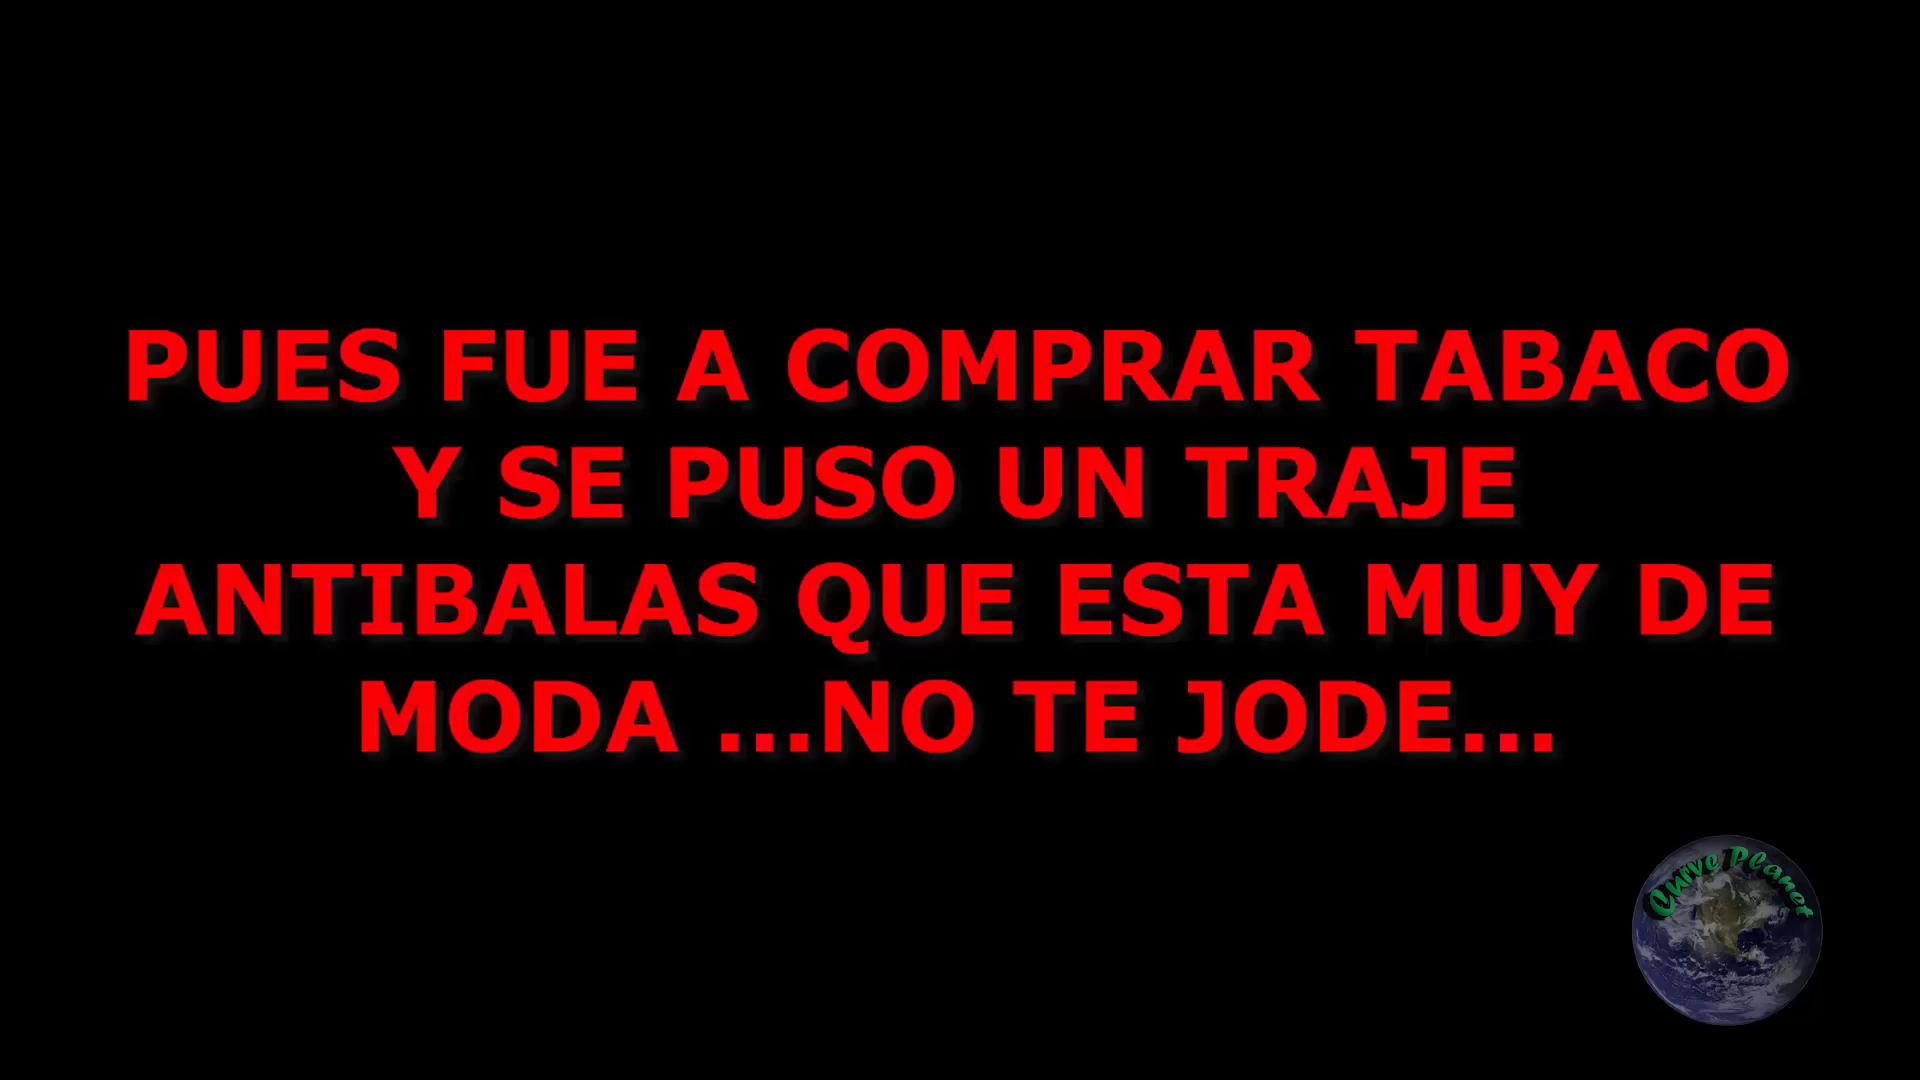 PUES FUE A COMPRAR TABACO
Y SE PUSO UN TRAJE
ANTIBALAS QUE ESTA MUY DE
MODA ...NO TE JODE...
Curve Planet